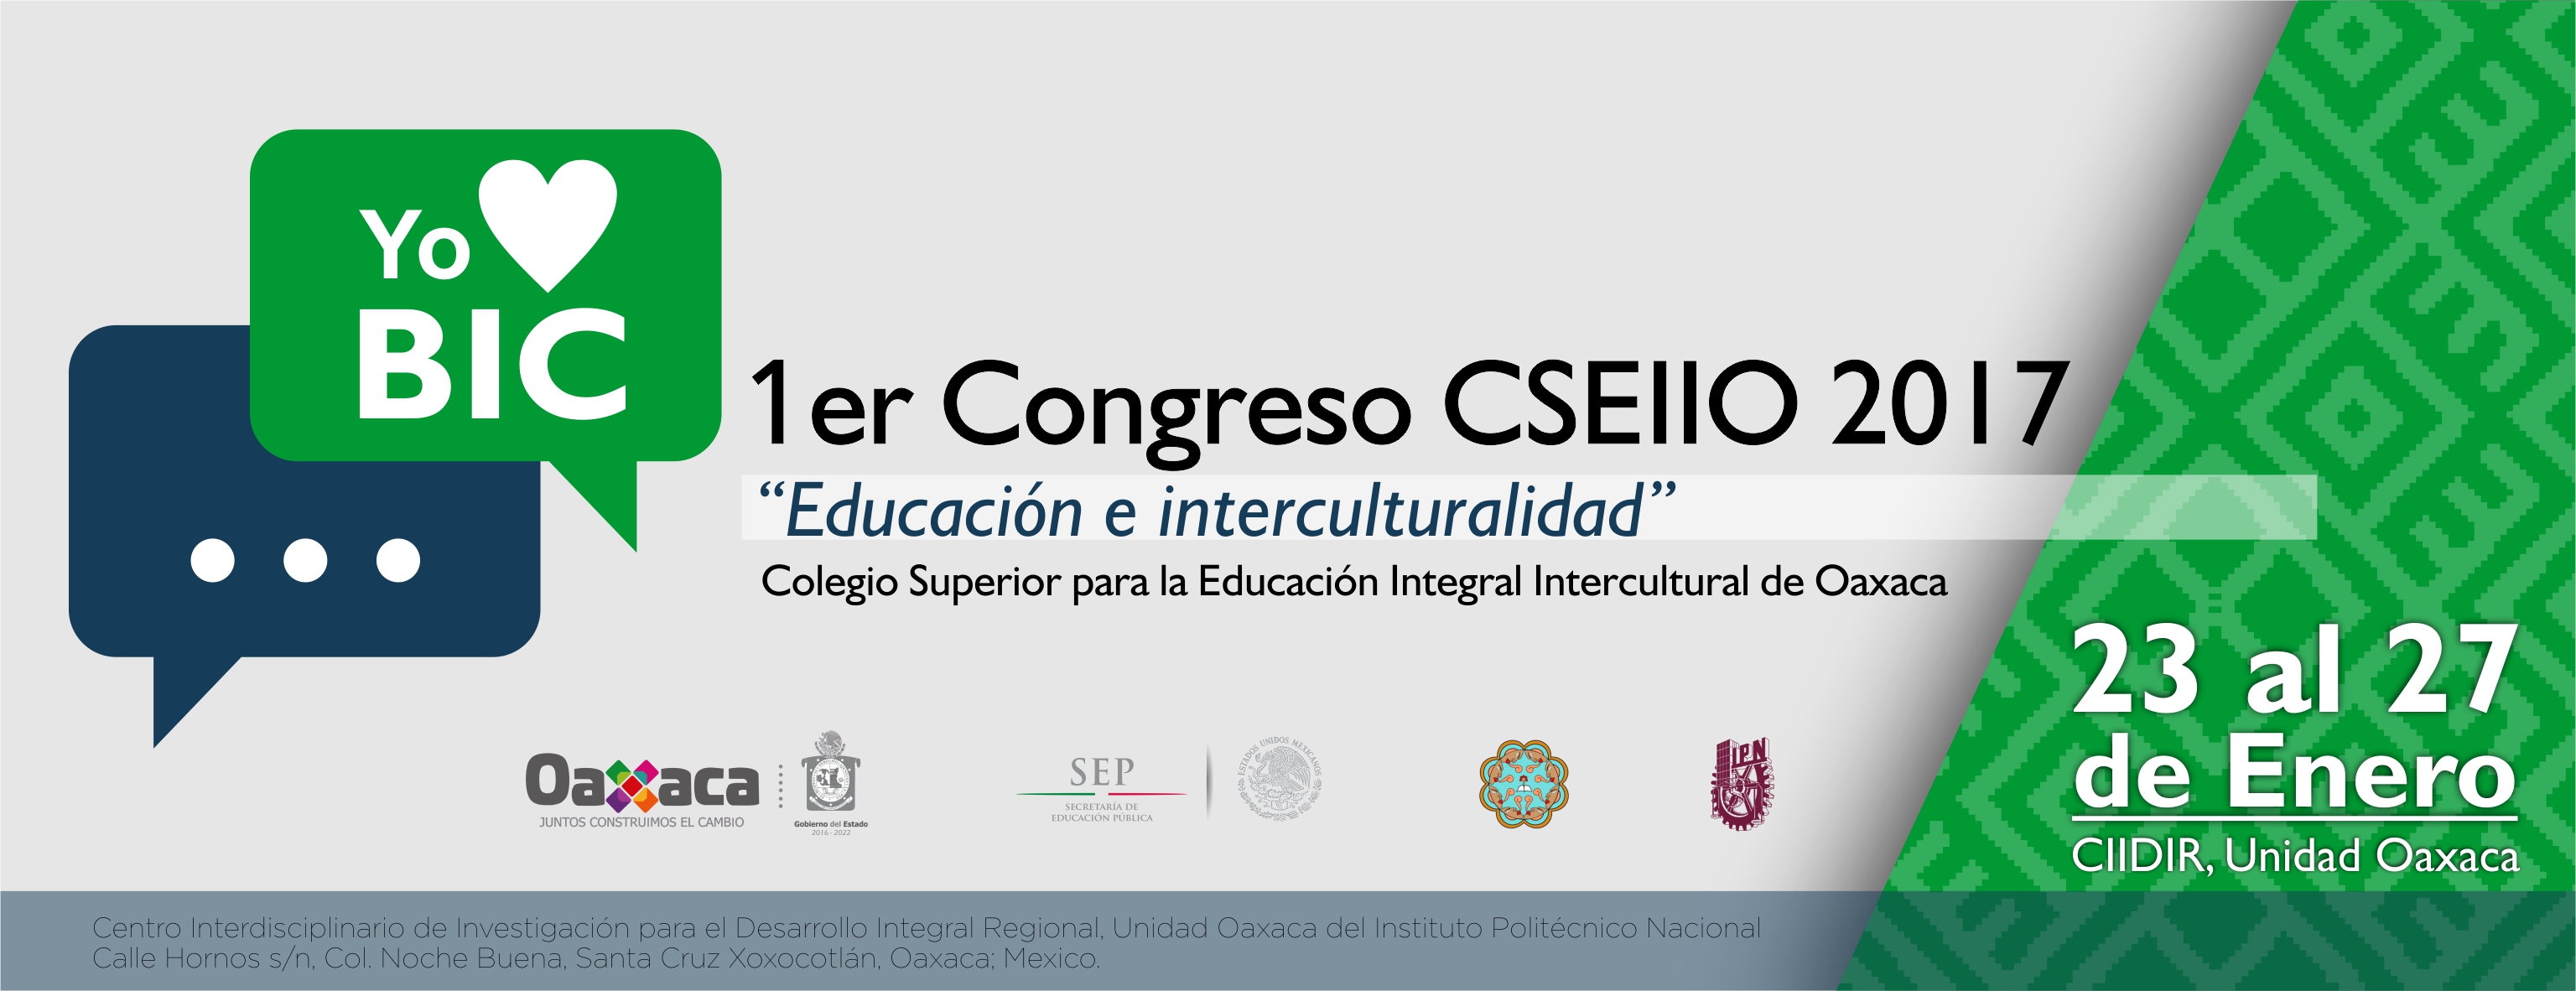 Yo
BIC
1er Congreso CSEIIO 2017
“Educación e interculturalidad”
Colegio Superior para la Educación Integral Intercultural de Oaxaca
23 al 27
de Enero
CIIDIR, Unidad Oaxaca
Oaxaca
JUNTOS CONSTRUIMOS EL CAMBIO
Gobierno del Estado
2016 - 2022
SEP
SECRETARÍA DE
EDUCACIÓN PÚBLICA
ESTADOS UNIDOS MEXICANOS
IPN
Centro Interdisciplinario de Investigación para el Desarrollo Integral Regional, Unidad Oaxaca del Instituto Politécnico Nacional
Calle Hornos s/n, Col. Noche Buena, Santa Cruz Xoxocotlán, Oaxaca; Mexico.